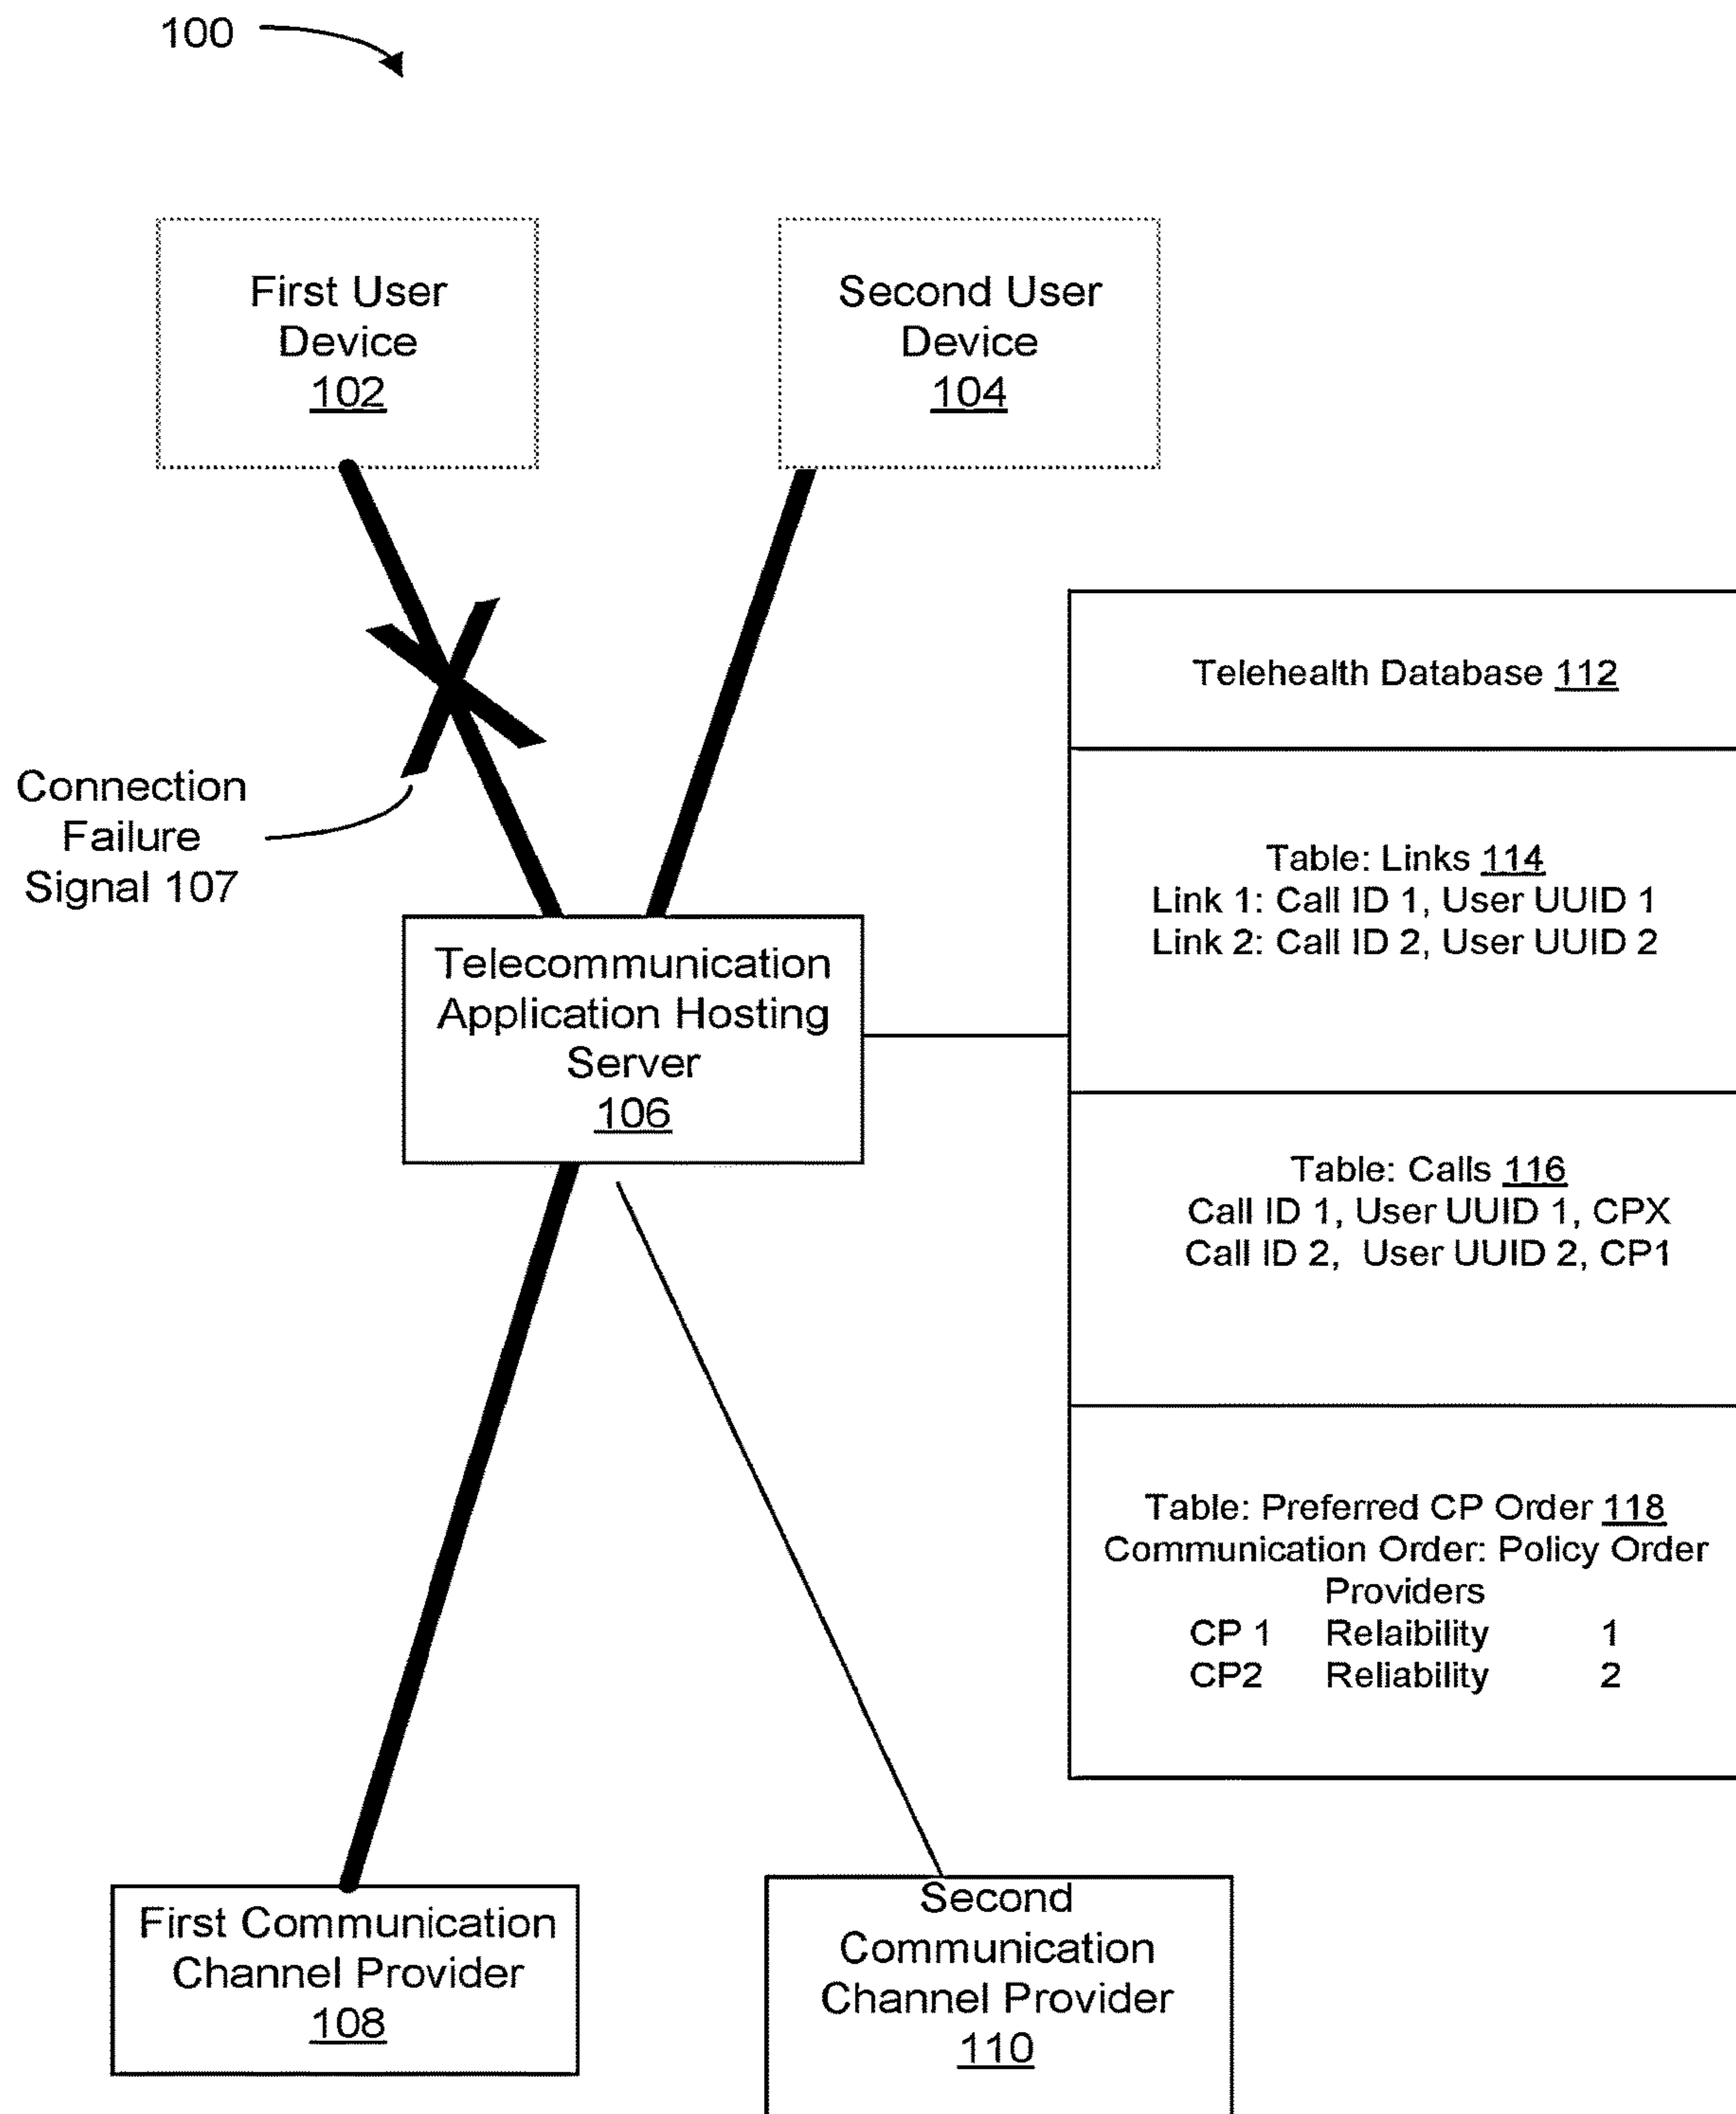 100
First User
Device
102
Second User
Device
104
Connection
Failure
Signal 107
Telecommunication
Application Hosting
Server
106
Telehealth Database 112
Table: Links 114
Link 1: Call ID 1, User UUID 1
Link 2: Call ID 2, User UUID 2
Table: Calls 116
Call ID 1, User UUID 1, CPX
Call ID 2, User UUID 2, CP1
Table: Preferred CP Order 118
Communication Order: Policy Order
Providers
CP 1 Relaibility 1
CP2 Reliability 2
First Communication
Channel Provider
108
Second
Communication
Channel Provider
110